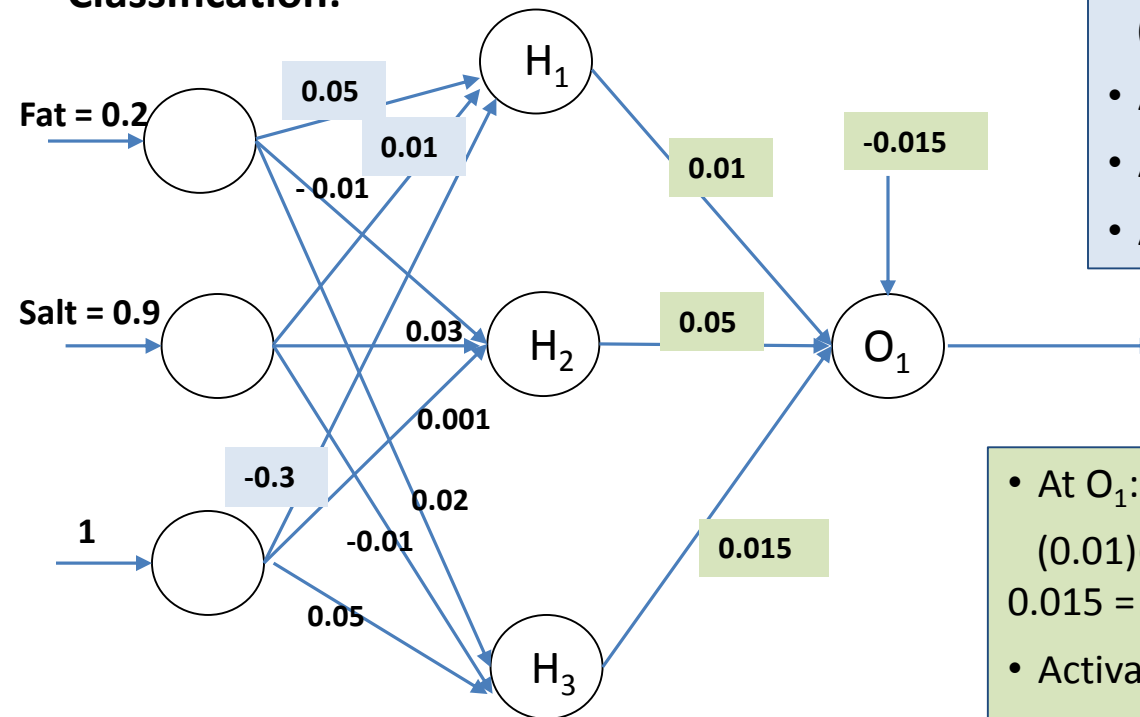 Classification:
H1
0.05
Fat = 0.2
0.01
-0.015
- 0.01
0.01
Salt = 0.9
0.03
H2
0.05
O1
0.001
-0.3
0.02
1
-0.01
0.015
0.05
H3
• At O1:
(0.01)
0.015 =